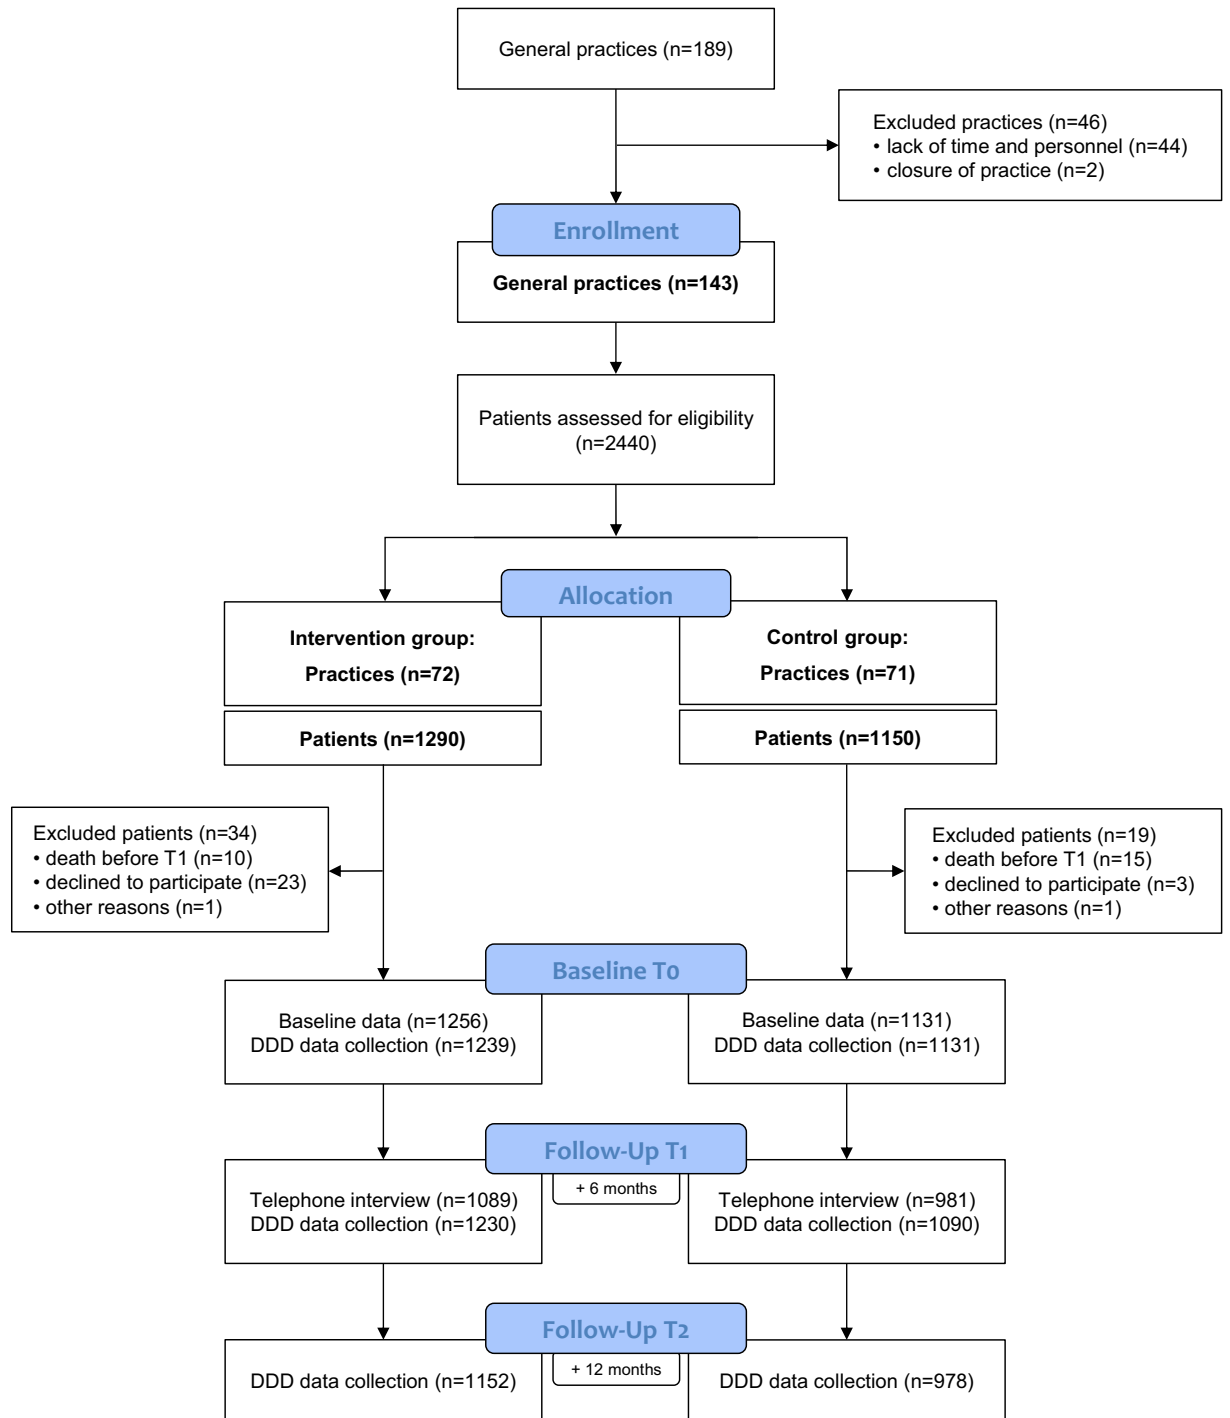 General practices (n=189)
Excluded practices (n=46)
• lack of time and personnel (n=44)
• closure of practice (n=2)
Enrollment
General practices (n=143)
Patients assessed for eligibility
(n=2440)
Allocation
Intervention group:
Practices (n=72)
Patients (n=1290)
Control group:
Practices (n=71)
Patients (n=1150)
Excluded patients (n=34)
• death before T1 (n=10)
• declined to participate (n=23)
• other reasons (n=1)
Excluded patients (n=19)
• death before T1 (n=15)
• declined to participate (n=3)
• other reasons (n=1)
Baseline T0
Baseline data (n=1256)
DDD data collection (n=1239)
Baseline data (n=1131)
DDD data collection (n=1131)
Follow-Up T1
+ 6 months
Telephone interview (n=1089)
DDD data collection (n=1230)
Telephone interview (n=981)
DDD data collection (n=1090)
Follow-Up T2
+ 12 months
DDD data collection (n=1152)
DDD data collection (n=978)